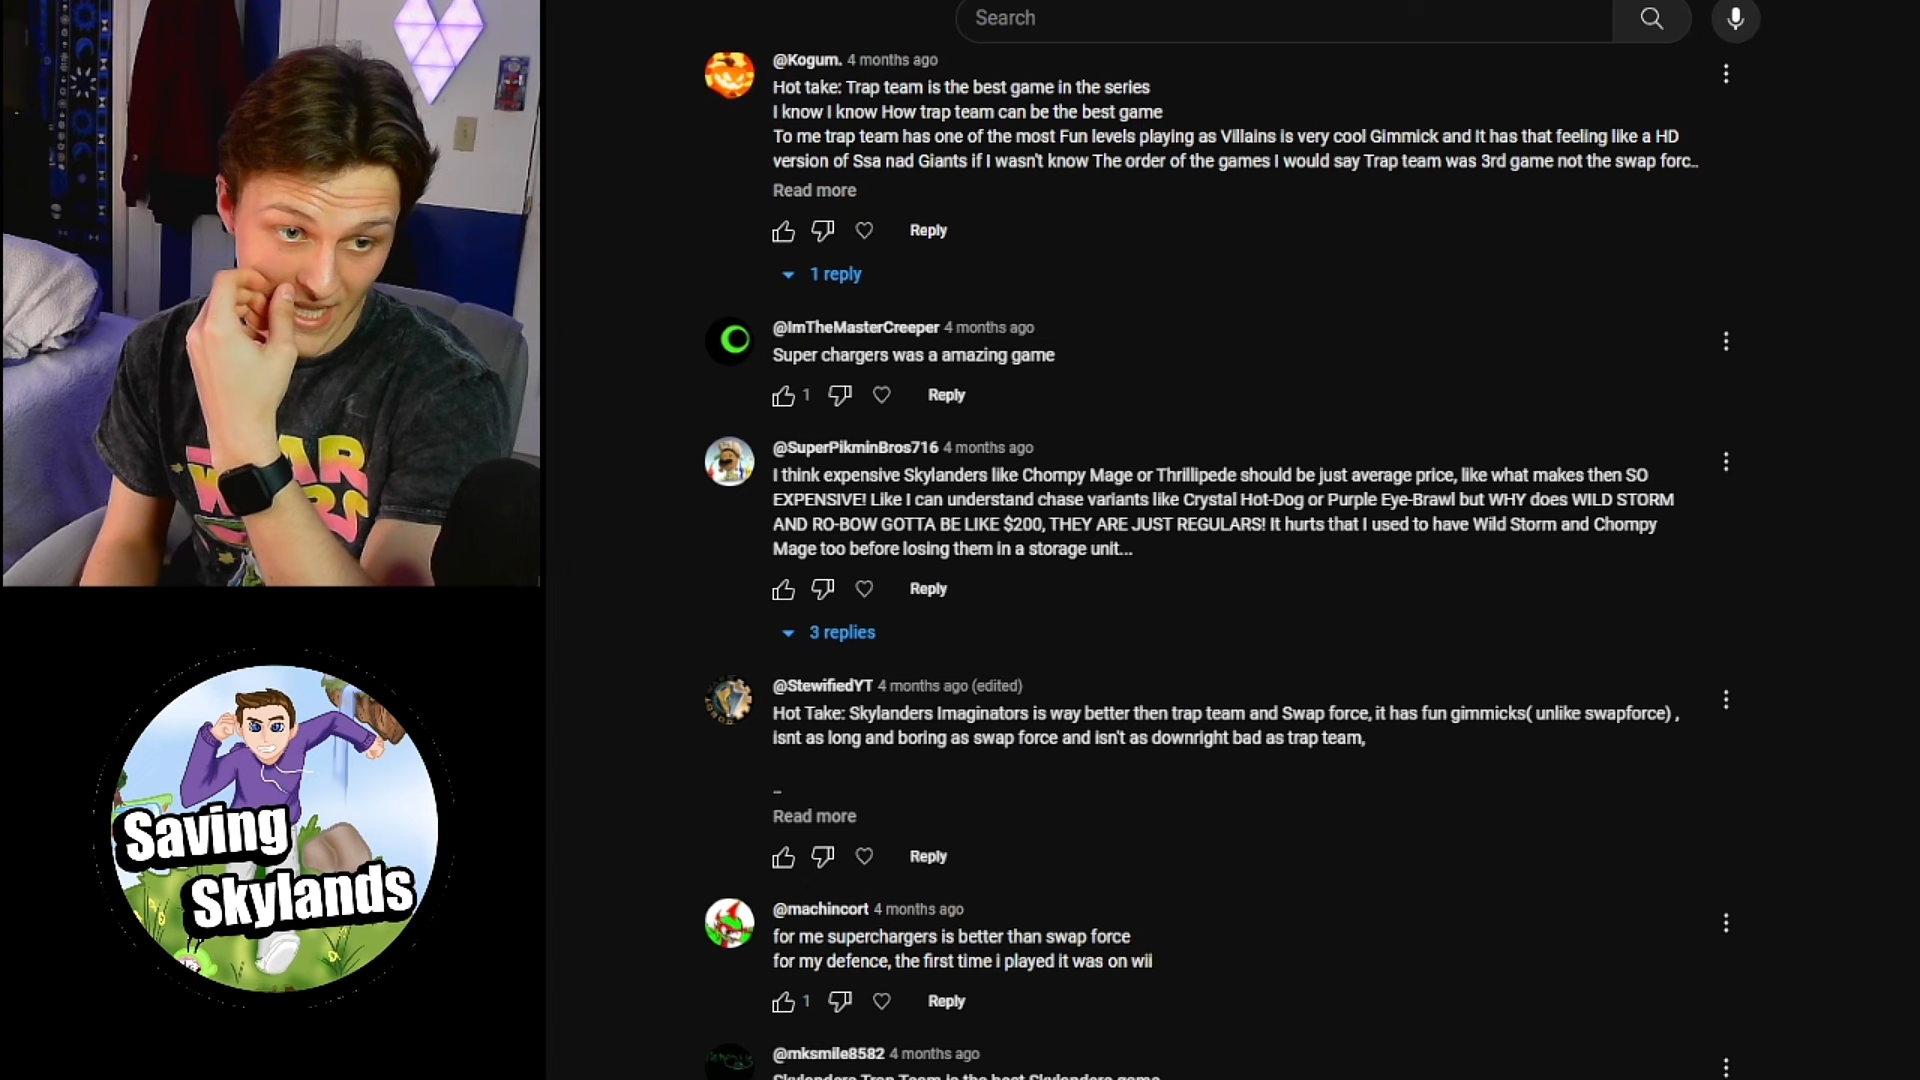 Search
@Kogum. 4 months ago
Hot take: Trap team is the best game in the series
I know I know How trap team can be the best game
To me trap team has one of the most Fun levels playing as Villains is very cool Gimmick and It has that feeling like a HD
version of Ssa nad Giants if I wasn't know The order of the games I would say Trap team was 3rd game not the swap forc...
Read more
Reply
1 reply
@ImTheMasterCreeper 4 months ago
Super chargers was a amazing game
1 Reply
@SuperPikminBros716 4 months ago
I think expensive Skylanders like Chompy Mage or Thrillipede should be just average price, like what makes then SO
EXPENSIVE! Like I can understand chase variants like Crystal Hot-Dog or Purple Eye-Brawl but WHY does WILD STORM
AND RO-BOW GOTTA BE LIKE $200, THEY ARE JUST REGULARS! It hurts that I used to have Wild Storm and Chompy
Mage too before losing them in a storage unit...
Reply
3 replies
@StewifiedYT 4 months ago (edited)
Hot Take: Skylanders Imaginators is way better then trap team and Swap force, it has fun gimmicks( unlike swapforce) ,
isnt as long and boring as swap force and isn't as downright bad as trap team,
...
Read more
Reply
@machincort 4 months ago
for me superchargers is better than swap force
for my defence, the first time i played it was on wii
1 Reply
@mksmile8582 4 months ago
Skylanders Trap Team is the best Skylanders game
Saving
Skylands